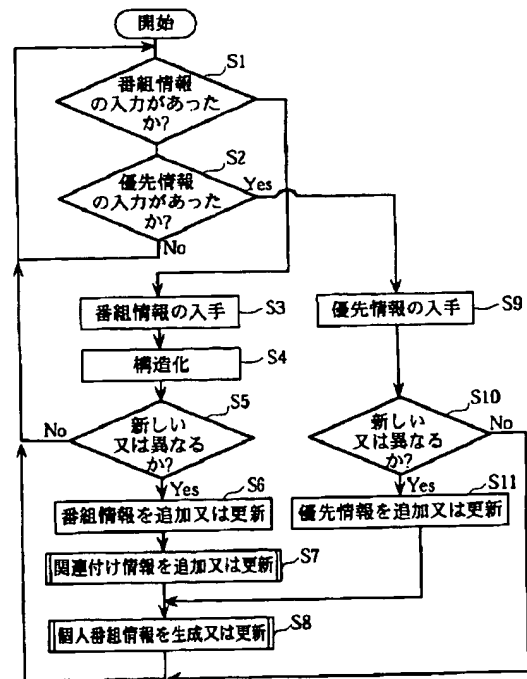 開始
S1
番組情報
の入力があった
か?
S2
優先情報
の入力があった
か?
Yes
No
番組情報の入手
S3
優先情報の入手
S9
構造化
S4
S5
新しい
又は異なる
か?
No
Yes
S10
新しい
又は異なる
か?
No
Yes
S6
番組情報を追加又は更新
S11
優先情報を追加又は更新
S7
関連付け情報を追加又は更新
S8
個人番組情報を生成又は更新